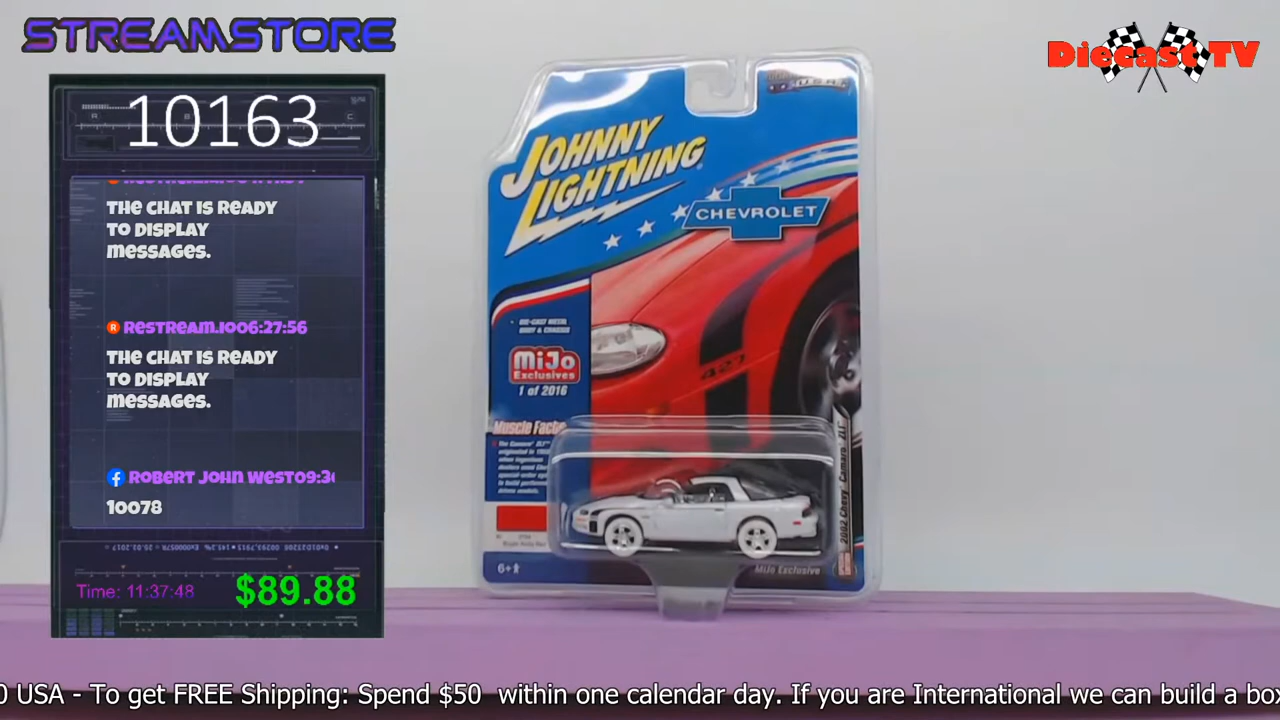 STREAMSTORE
Diecast TV
10163
THE CHAT IS READY
TO DISPLAY
MESSAGES.
RESTREAM.IO06:27:56
THE CHAT IS READY
TO DISPLAY
MESSAGES.
ROBERT JOHN WEST09:3
10078
Time: 11:37:48
$89.88
JOHNNY
LIGHTNING
CHEVROLET
DIE-CAST METAL
BODY & CHASSIS
MiJo
Exclusives
1 of 2016
427
Muscle Facts
6+
MiJo Exclusive
2002 Chevy Camaro ZL1
0 USA - To get FREE Shipping: Spend $50 within one calendar day. If you are International we can build a box